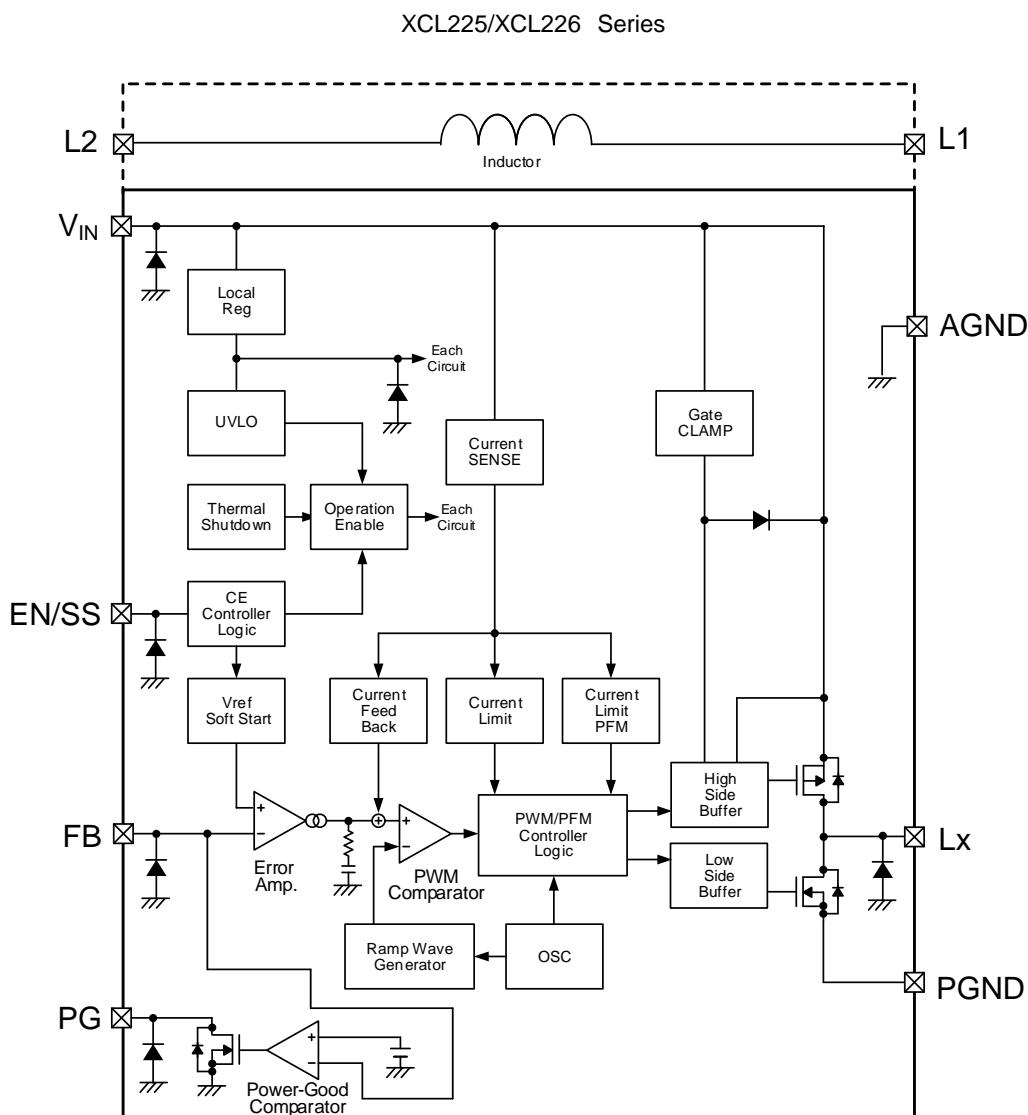 XCL225/XCL226 Series
L2
L1
Inductor
VIN
Local
Reg
AGND
Each
Circuit
UVLO
Current
SENSE
Gate
CLAMP
Thermal
Shutdown
Operation
Enable
Each
Circuit
EN/SS
CE
Controller
Logic
Vref
Soft Start
Current
Feed
Back
Current
Limit
Current
Limit
PFM
High
Side
Buffer
+
−
+
+
−
PWM/PFM
Controller
Logic
FB
Lx
Error
Amp.
PWM
Comparator
Low
Side
Buffer
Ramp Wave
Generator
OSC
PGND
PG
+
−
Power-Good
Comparator